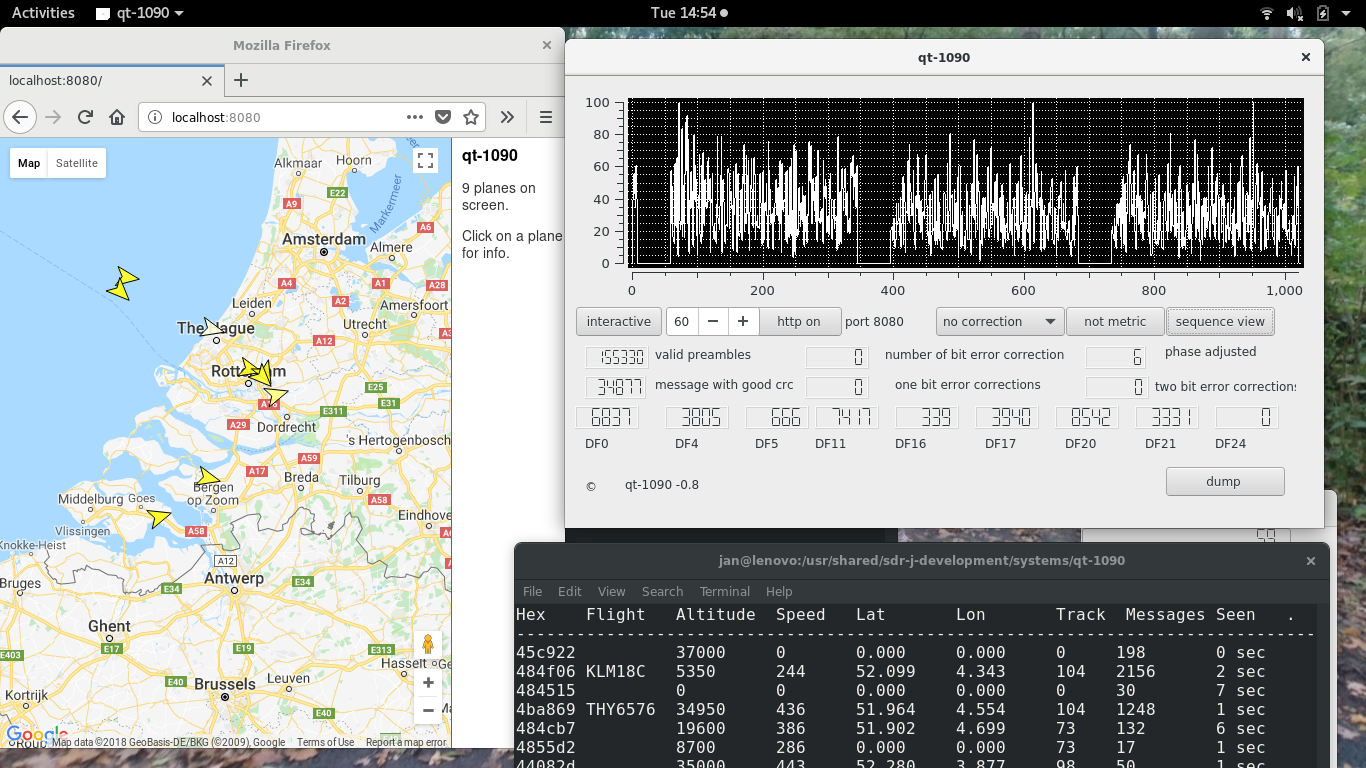 Activities qt-1090 Tue 14:54
Mozilla Firefox
localhost:8080/
localhost:8080
Map Satellite
qt-1090
9 planes on
screen.
Click on a plane
for info.
Alkmaar
Hoorn
E22
A9
Markermeer
A6
Amsterdam
Almere
A4
A1
A28
A2
Leiden
Amersfoort
The Hague
Utrecht
A12
E25
E311
Dordrecht
A29
's Hertogenbosch
A59
A17
Breda
Tilburg
Bergen
op Zoom
A58
Middelburg
Goes
Eindhove
Vlissingen
A58
Knokke-Heist
A12
E34
E34
Bruges
Antwerp
Ghent
E17
E19
E403
Hasselt
Ge
Leuven
E40
Brussels
Kortrijk
E40
Google
Map data ©2018 GeoBasis-DE/BKG (©2009), Google Terms of Use Report a map error
qt-1090
100
80
60
40
20
0
0 200 400 600 800 1,000
interactive 60 − + http on port 8080 no correction not metric sequence view
155330 valid preambles 0 number of bit error correction 6 phase adjusted
34877 message with good crc 0 one bit error corrections 0 two bit error corrections
6837 3805 666 7417 339 3940 8542 3331 0
DF0 DF4 DF5 DF11 DF16 DF17 DF20 DF21 DF24
© qt-1090 -0.8 dump
jan@lenovo:/usr/shared/sdr-j-development/systems/qt-1090
File Edit View Search Terminal Help
Hex Flight Altitude Speed Lat Lon Track Messages Seen .
--------------------------------------------------------------------------------
45c922 37000 0 0.000 0.000 0 198 0 sec
484f06 KLM18C 5350 244 52.099 4.343 104 2156 2 sec
484515 0 0 0.000 0.000 0 30 7 sec
4ba869 THY6576 34950 436 51.964 4.554 104 1248 1 sec
484cb7 19600 386 51.902 4.699 73 132 6 sec
4855d2 8700 286 0.000 0.000 73 17 1 sec
44082d 35000 443 52.280 3.877 98 50 1 sec